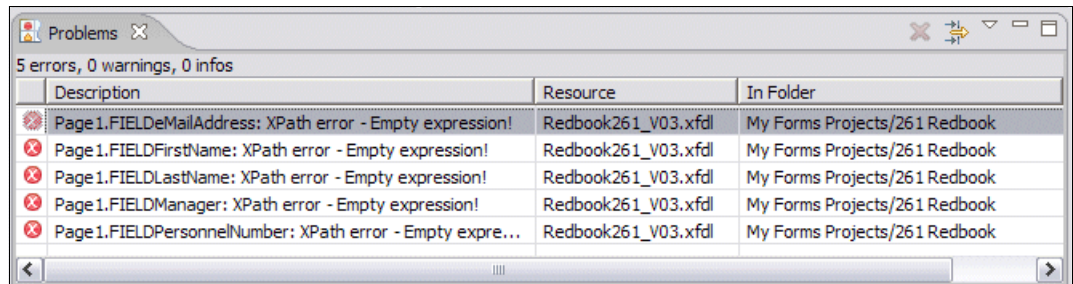 Problems
5 errors, 0 warnings, 0 infos
Description Resource In Folder
Page1.FIELDeMailAddress: XPath error - Empty expression! Redbook261_V03.xfdl My Forms Projects/261 Redbook
Page1.FIELDFirstName: XPath error - Empty expression! Redbook261_V03.xfdl My Forms Projects/261 Redbook
Page1.FIELDLastName: XPath error - Empty expression! Redbook261_V03.xfdl My Forms Projects/261 Redbook
Page1.FIELDManager: XPath error - Empty expression! Redbook261_V03.xfdl My Forms Projects/261 Redbook
Page1.FIELDPersonnelNumber: XPath error - Empty expre... Redbook261_V03.xfdl My Forms Projects/261 Redbook